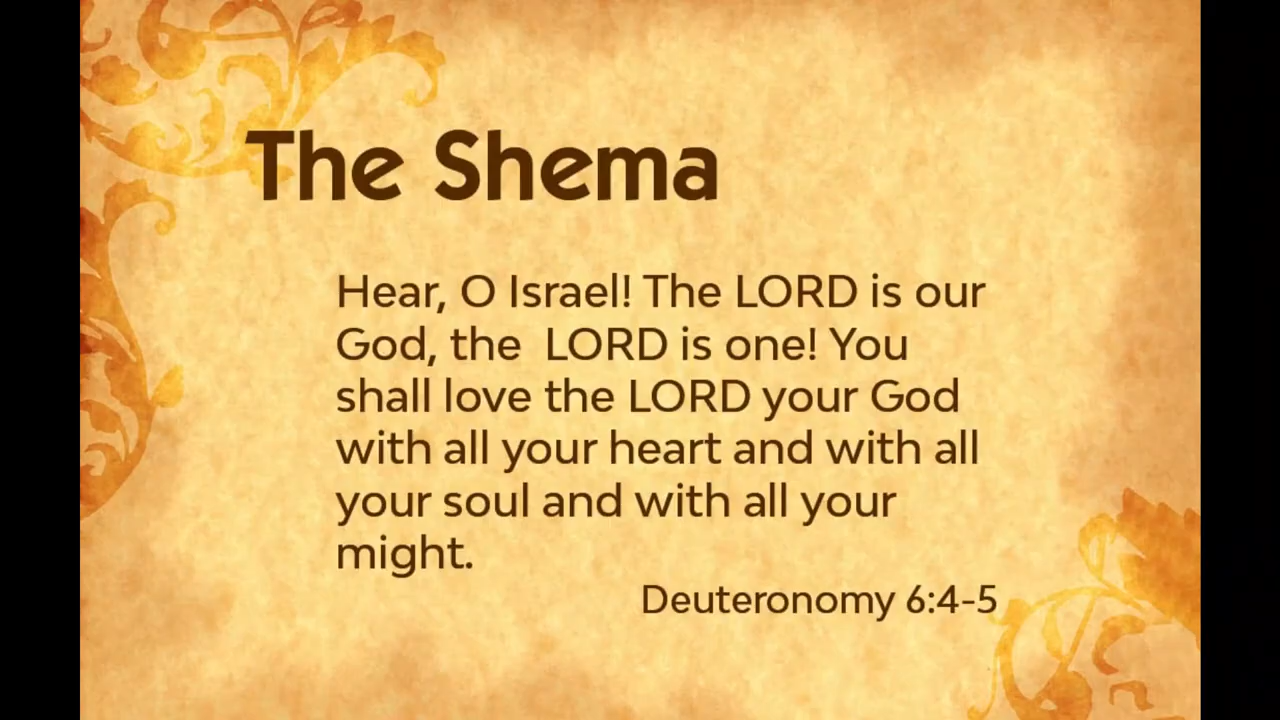 The Shema
Hear, O Israel! The LORD is our
God, the  LORD is one! You
shall love the LORD your God
with all your heart and with all
your soul and with all your
might.
Deuteronomy 6:4-5